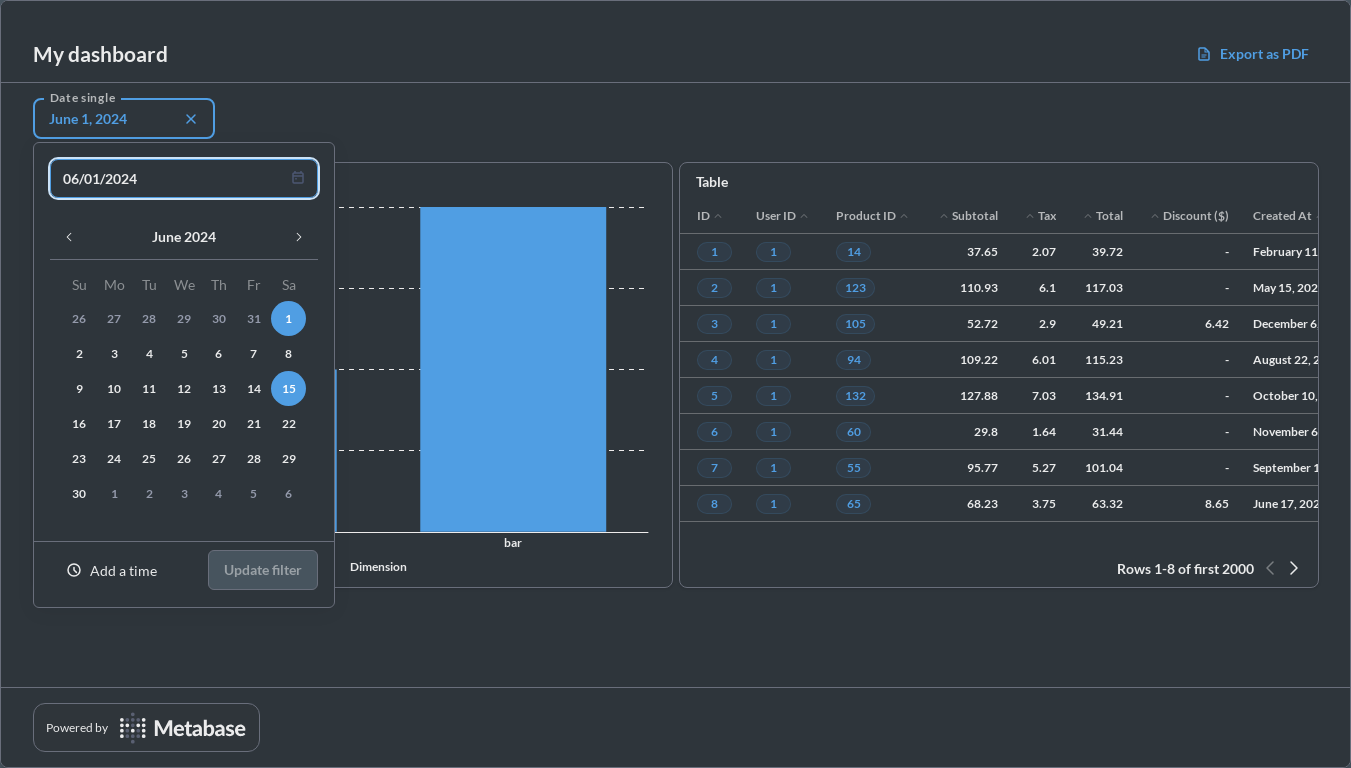 My dashboard
Export as PDF
Date single
June 1, 2024
06/01/2024
June 2024
Su Mo Tu We Th Fr Sa
26 27 28 29 30 31 1
2 3 4 5 6 7 8
9 10 11 12 13 14 15
16 17 18 19 20 21 22
23 24 25 26 27 28 29
30 1 2 3 4 5 6
Add a time
Update filter
bar
Dimension
Table
ID User ID Product ID Subtotal Tax Total Discount ($) Created At
1 1 14 37.65 2.07 39.72 - February 11
2 1 123 110.93 6.1 117.03 - May 15, 202
3 1 105 52.72 2.9 49.21 6.42 December 6,
4 1 94 109.22 6.01 115.23 - August 22, 2
5 1 132 127.88 7.03 134.91 - October 10,
6 1 60 29.8 1.64 31.44 - November 6
7 1 55 95.77 5.27 101.04 - September 1
8 1 65 68.23 3.75 63.32 8.65 June 17, 202
Rows 1-8 of first 2000
Powered by
Metabase